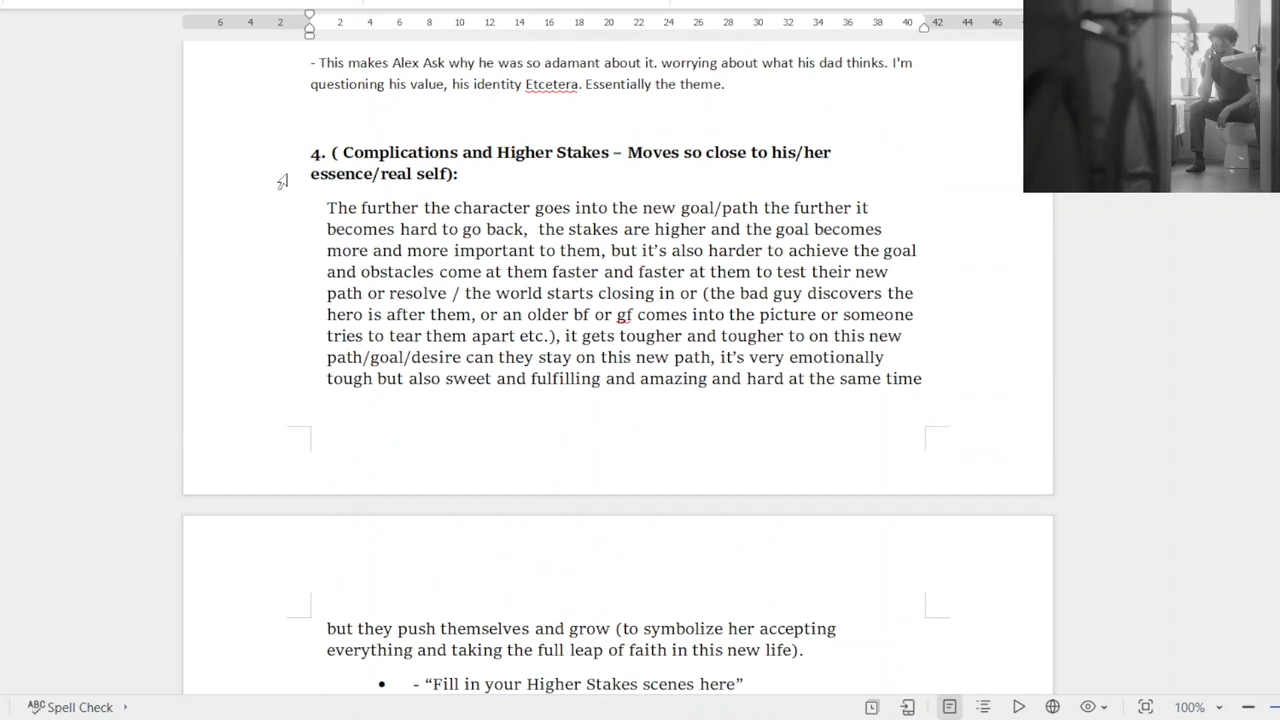 6 4 2 2 4 6 8 10 12 14 16 18 20 22 24 26 28 30 32 34 36 38 40 42 44 46
- This makes Alex Ask why he was so adamant about it. worrying about what his dad thinks. I'm
questioning his value, his identity Etcetera. Essentially the theme.
4. ( Complications and Higher Stakes – Moves so close to his/her
essence/real self):
The further the character goes into the new goal/path the further it
becomes hard to go back,  the stakes are higher and the goal becomes
more and more important to them, but it's also harder to achieve the goal
and obstacles come at them faster and faster at them to test their new
path or resolve / the world starts closing in or (the bad guy discovers the
hero is after them, or an older bf or gf comes into the picture or someone
tries to tear them apart etc.), it gets tougher and tougher to on this new
path/goal/desire can they stay on this new path, it's very emotionally
tough but also sweet and fulfilling and amazing and hard at the same time
but they push themselves and grow (to symbolize her accepting
everything and taking the full leap of faith in this new life).
• - “Fill in your Higher Stakes scenes here”
ABC Spell Check
100%